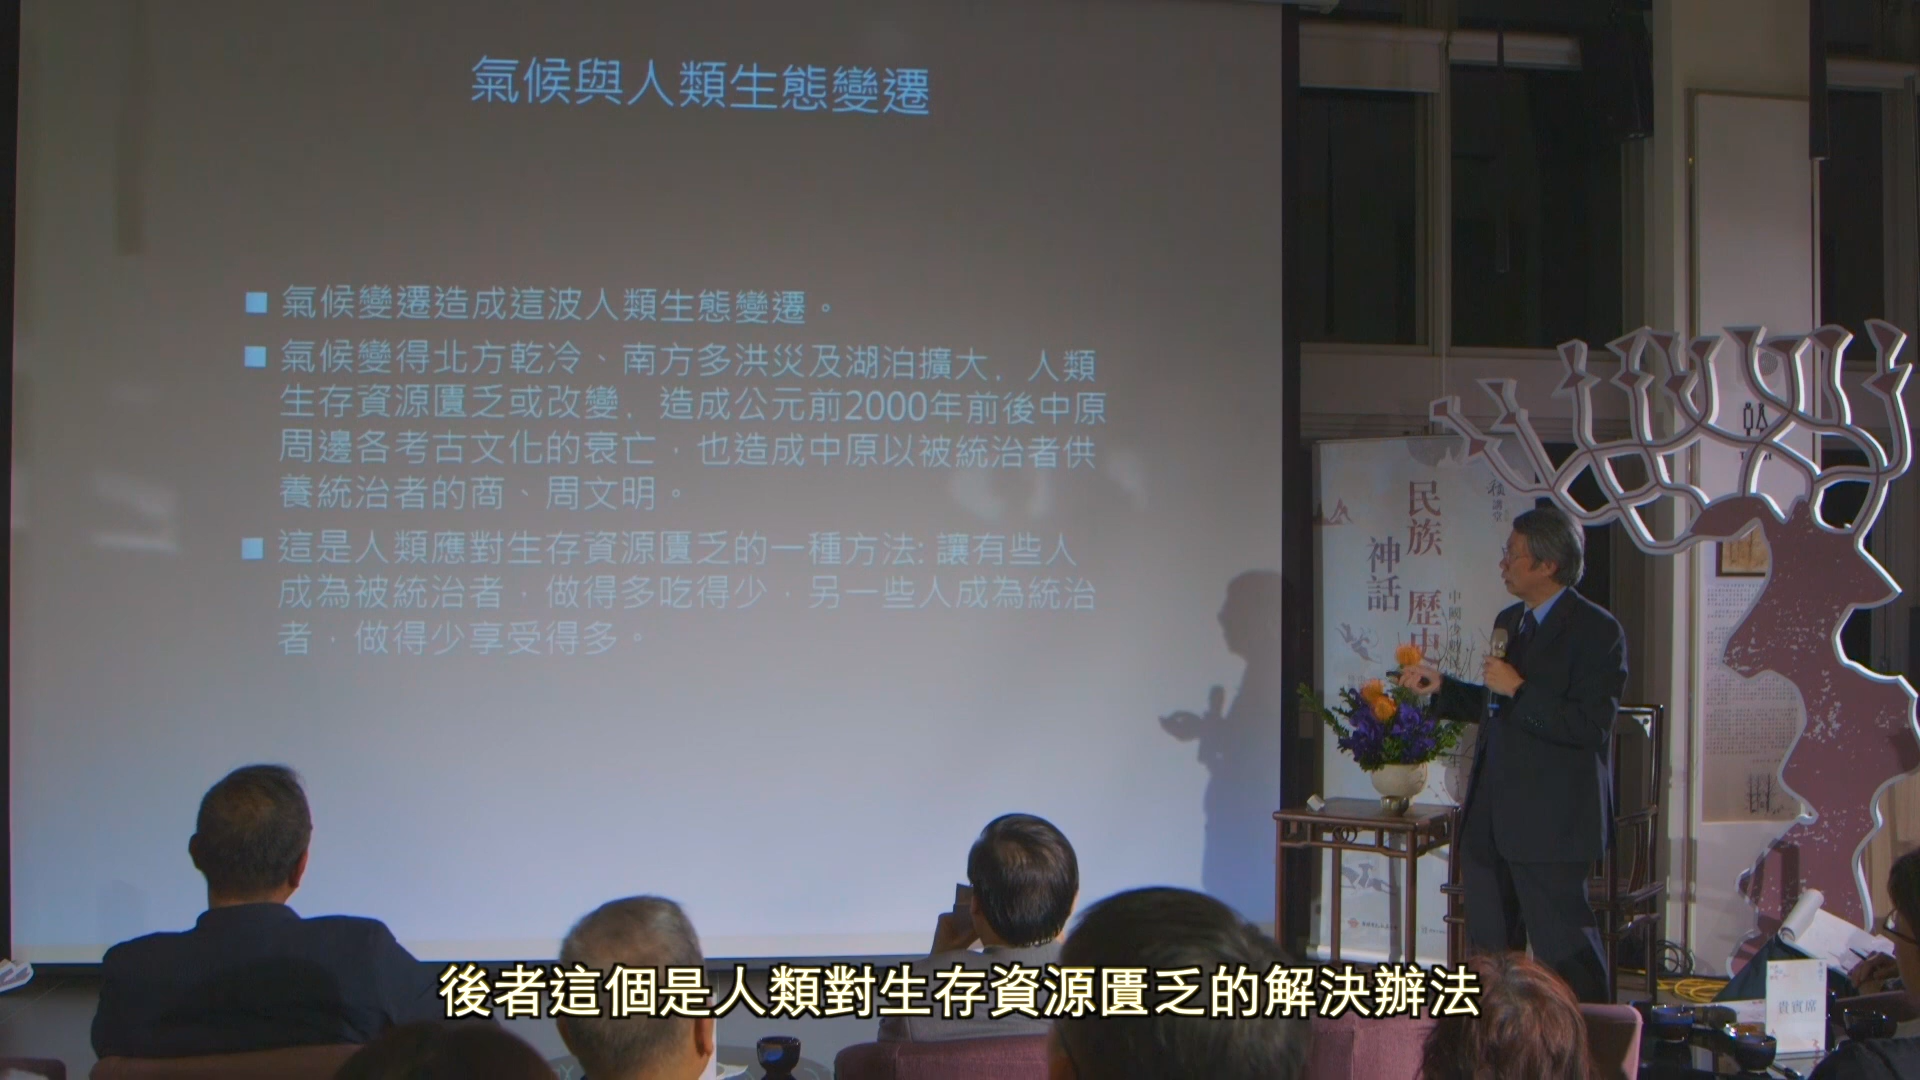 氣候與人類生態變遷
■ 氣候變遷造成這波人類生態變遷。
■ 氣候變得北方乾冷、南方多洪災及湖泊擴大，人類
生存資源匱乏或改變，造成公元前2000年前後中原
周邊各考古文化的衰亡，也造成中原以被統治者供
養統治者的商、周文明。
■ 這是人類應對生存資源匱乏的一種方法: 讓有些人
成為被統治者，做得多吃得少，另一些人成為統治
者，做得少享受得多。
民族
神話
歷史
講堂
貴賓席
後者這個是人類對生存資源匱乏的解決辦法